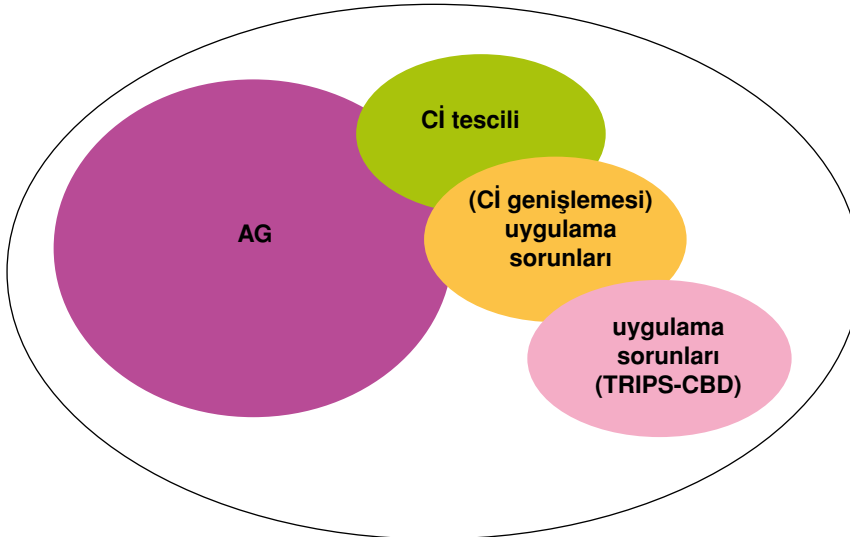 Cİ tescili
(Cİ genişlemesi)
uygulama
sorunları
AG
uygulama
sorunları
(TRIPS-CBD)